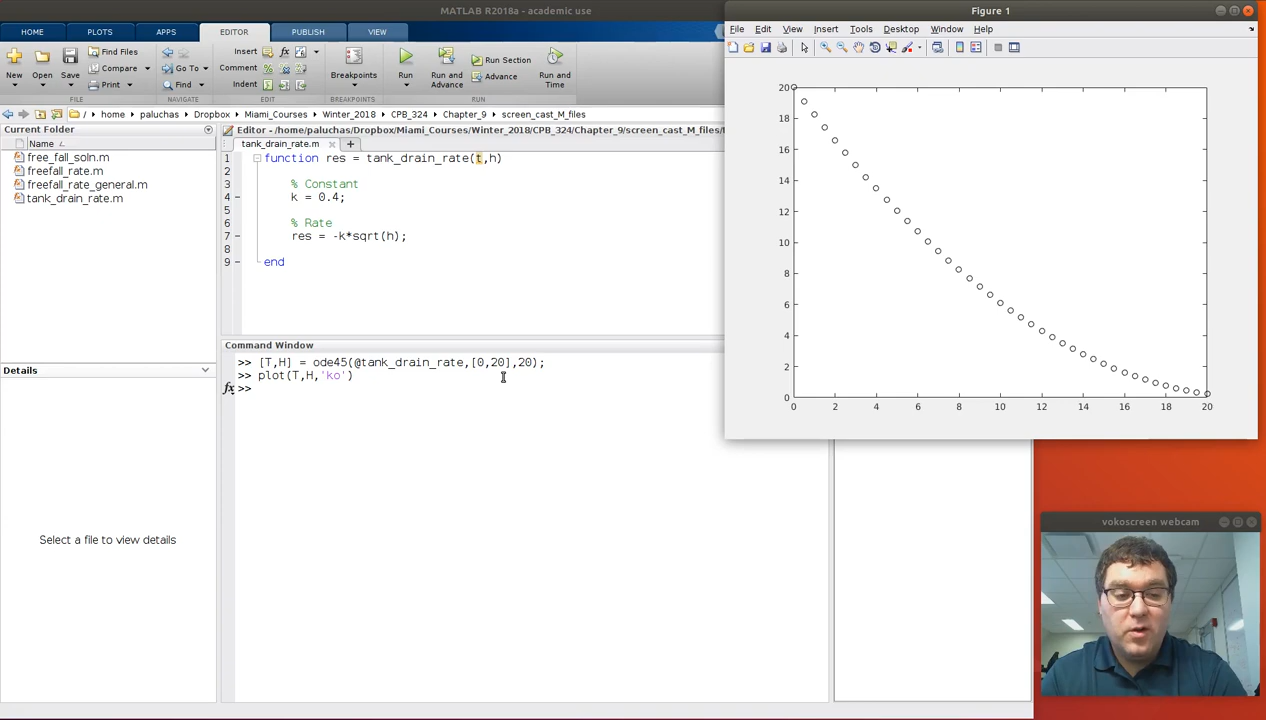 MATLAB R2018a - academic use
HOME PLOTS APPS EDITOR PUBLISH VIEW
New Open Save Find Files Compare Print Go To Find Insert Comment Indent Breakpoints Run Run and Advance Run Section Advance Run and Time
FILE NAVIGATE EDIT BREAKPOINTS RUN
/ home paluchas Dropbox Miami_Courses Winter_2018 CPB_324 Chapter_9 screen_cast_M_files
Current Folder
Name
free_fall_soln.m
freefall_rate.m
freefall_rate_general.m
tank_drain_rate.m
Details
Select a file to view details
Editor - /home/paluchas/Dropbox/Miami_Courses/Winter_2018/CPB_324/Chapter_9/screen_cast_M_files/
tank_drain_rate.m
1 function res = tank_drain_rate(t,h)
2
3 % Constant
4 k = 0.4;
5
6 % Rate
7 res = -k*sqrt(h);
8
9 end
Command Window
>> [T,H] = ode45(@tank_drain_rate,[0,20],20);
>> plot(T,H,'ko')
fx >>
Figure 1
File Edit View Insert Tools Desktop Window Help
20
18
16
14
12
10
8
6
4
2
0
0 2 4 6 8 10 12 14 16 18 20
vokoscreen webcam